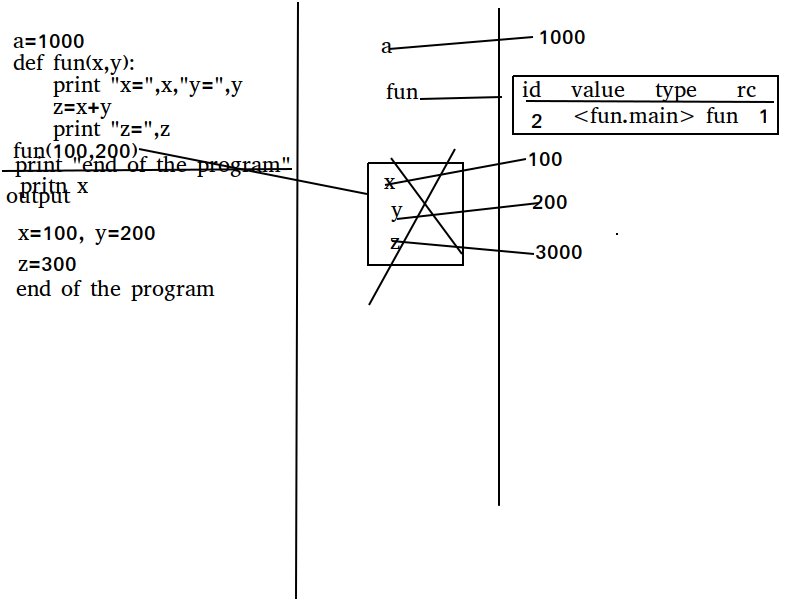 a=1000
def fun(x,y):
print "x=",x,"y=",y
z=x+y
print "z=",z
fun(100,200)
print "end of the program"
pritn x
output
x=100, y=200
z=300
end of the program
a
fun
x
y
z
1000
id value type rc
2 <fun.main> fun 1
100
200
3000